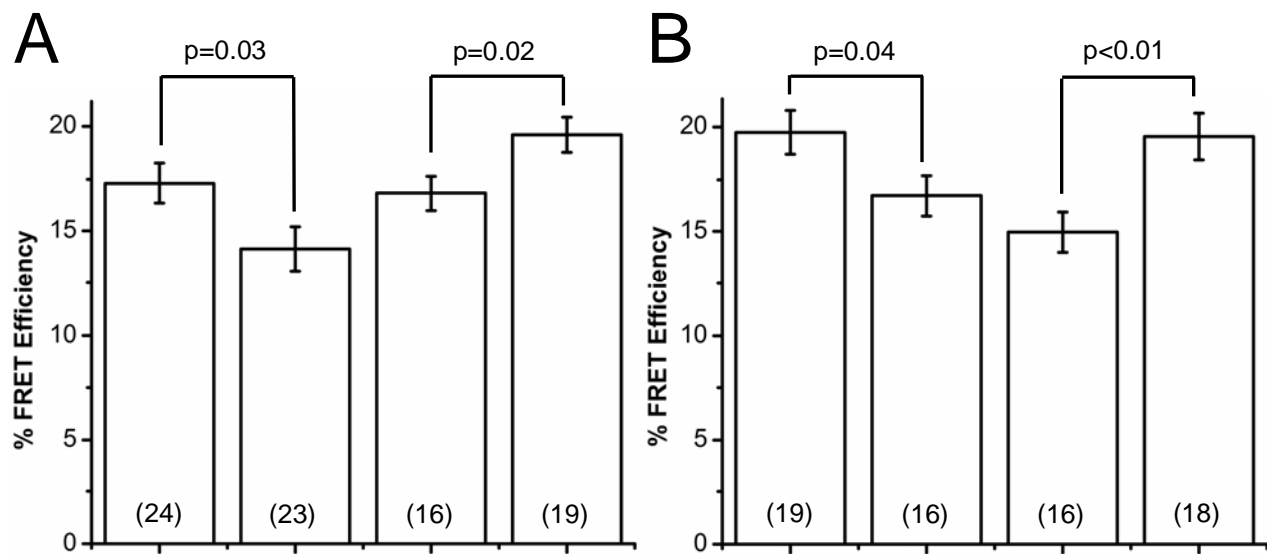 A
p=0.03
p=0.02
% FRET Efficiency
20
15
10
5
0
(24)
(23)
(16)
(19)
B
p=0.04
p<0.01
% FRET Efficiency
20
15
10
5
0
(19)
(16)
(16)
(18)